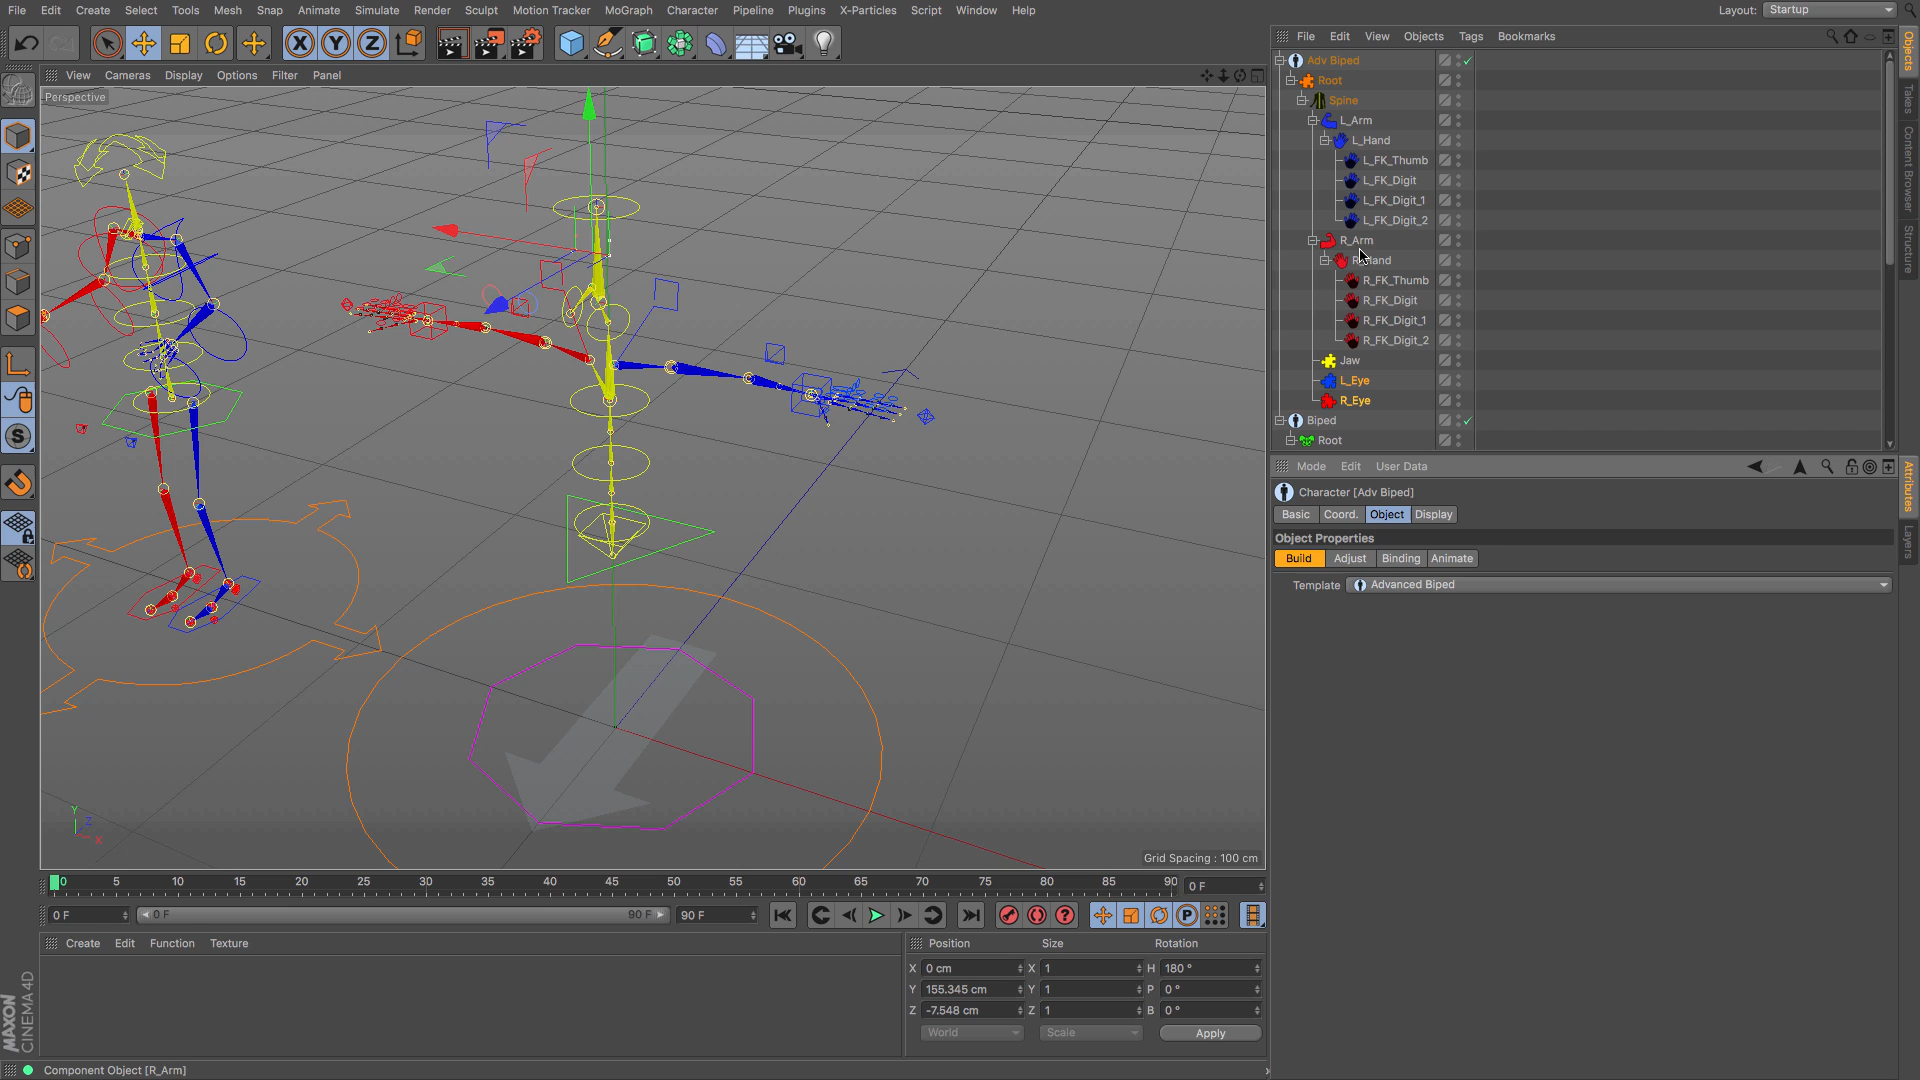 File Edit Create Select Tools Mesh Snap Animate Simulate Render Sculpt Motion Tracker MoGraph Character Pipeline Plugins X-Particles Script Window Help Layout: Startup
X Y Z
File Edit View Objects Tags Bookmarks
View Cameras Display Options Filter Panel
Perspective
Adv Biped
Root
Spine
L_Arm
L_Hand
L_FK_Thumb
L_FK_Digit
L_FK_Digit_1
L_FK_Digit_2
R_Arm
R_Hand
R_FK_Thumb
R_FK_Digit
R_FK_Digit_1
R_FK_Digit_2
Jaw
L_Eye
R_Eye
Biped
Root
Objects
Takes
Content Browser
Structure
Mode Edit User Data
Character [Adv Biped]
Basic Coord. Object Display
Object Properties
Build Adjust Binding Animate
Template Advanced Biped
Attributes
Layers
S
Y Z X
Grid Spacing : 100 cm
0 5 10 15 20 25 30 35 40 45 50 55 60 65 70 75 80 85 90 0 F
0 F 0 F 90 F 90 F P
Create Edit Function Texture
Position Size Rotation
X 0 cm X 1 H 180 °
Y 155.345 cm Y 1 P 0 °
Z -7.548 cm Z 1 B 0 °
World Scale Apply
MAXON
CINEMA 4D
Component Object [R_Arm]